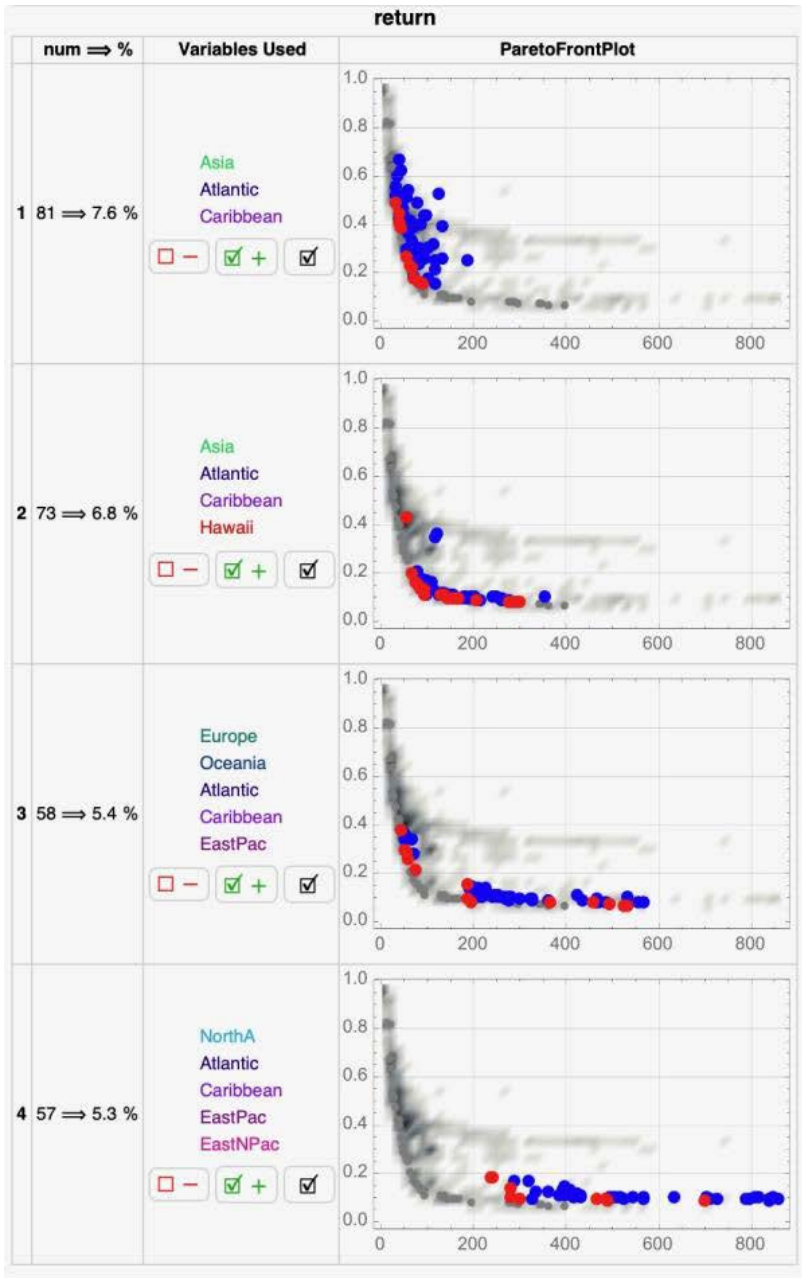 return
num ⟹ % Variables Used ParetoFrontPlot
1 81 ⟹ 7.6 %
Asia
Atlantic
Caribbean
− +
1.0
0.8
0.6
0.4
0.2
0.0
0 200 400 600 800
2 73 ⟹ 6.8 %
Asia
Atlantic
Caribbean
Hawaii
− +
1.0
0.8
0.6
0.4
0.2
0.0
0 200 400 600 800
3 58 ⟹ 5.4 %
Europe
Oceania
Atlantic
Caribbean
EastPac
− +
1.0
0.8
0.6
0.4
0.2
0.0
0 200 400 600 800
4 57 ⟹ 5.3 %
NorthA
Atlantic
Caribbean
EastPac
EastNPac
− +
1.0
0.8
0.6
0.4
0.2
0.0
0 200 400 600 800